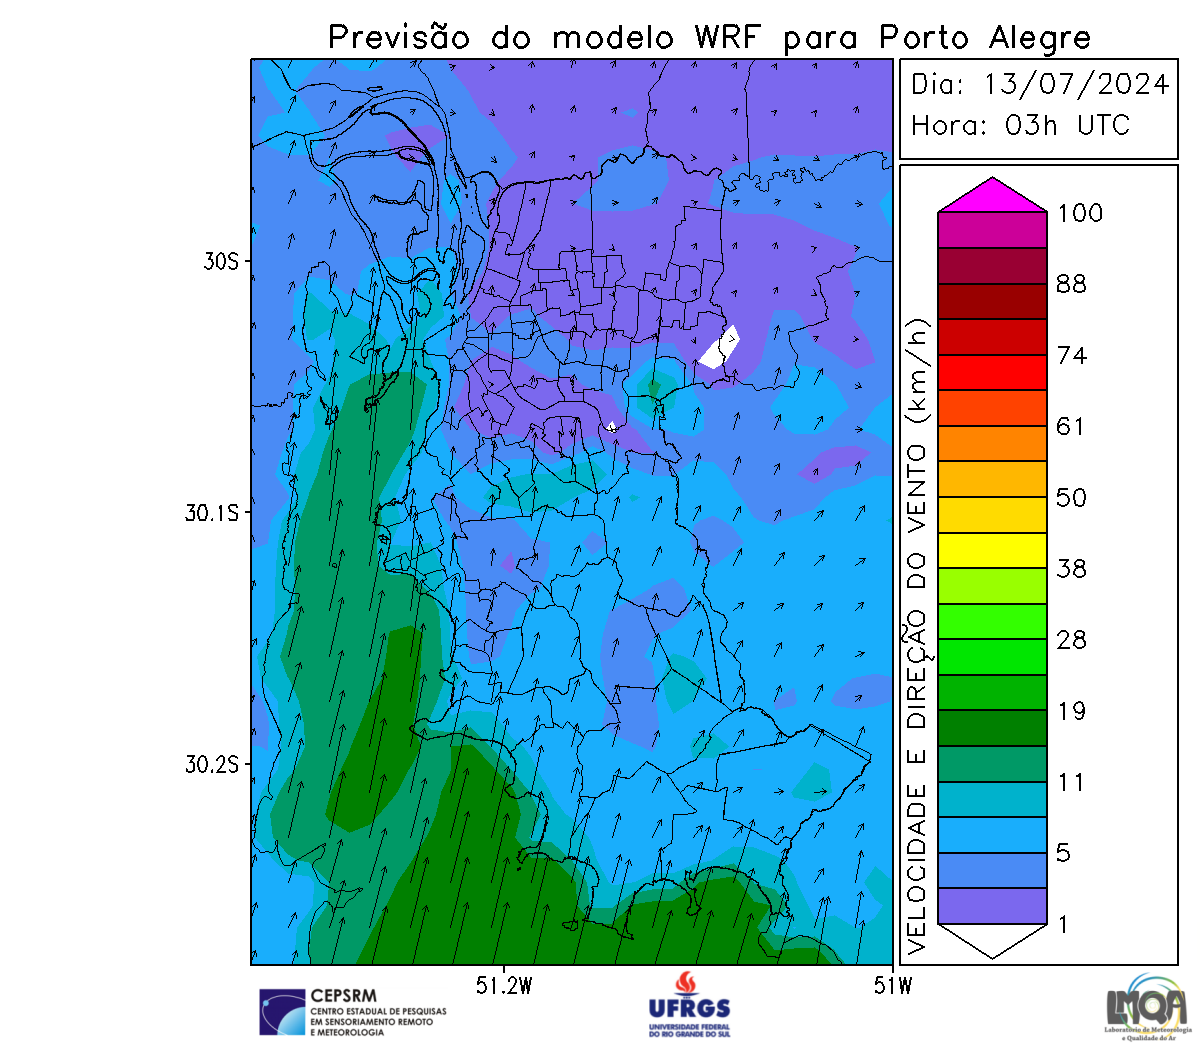 Previsão do modelo WRF para Porto Alegre
Dia: 13/07/2024
Hora: 03h UTC
30S
30.1S
30.2S
51.2W
51W
VELOCIDADE E DIREÇÃO DO VENTO (km/h)
100
88
74
61
50
38
28
19
11
5
1
CEPSRM
CENTRO ESTADUAL DE PESQUISAS
EM SENSORIAMENTO REMOTO
E METEOROLOGIA
UFRGS
UNIVERSIDADE FEDERAL
DO RIO GRANDE DO SUL
LMQA
Laboratório de Meteorologia
e Qualidade do Ar